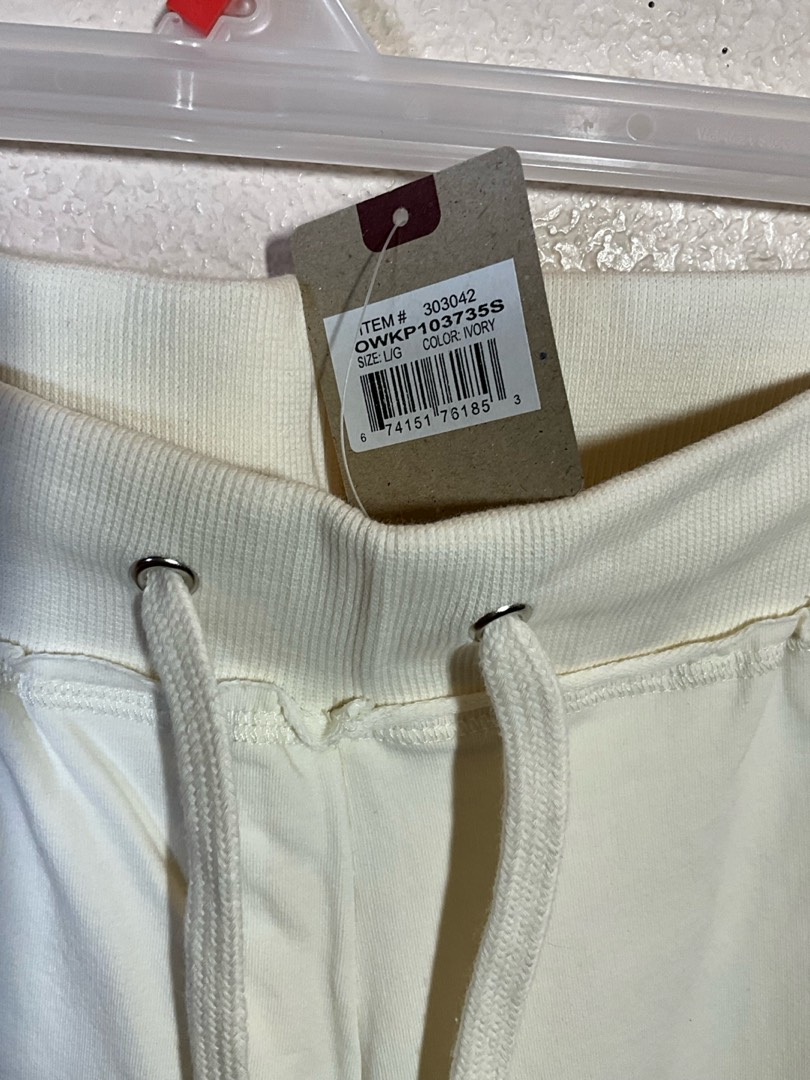 ITEM # 303042
OWKP103735S
SIZE: L/G COLOR: IVORY
6 74151 76185 3